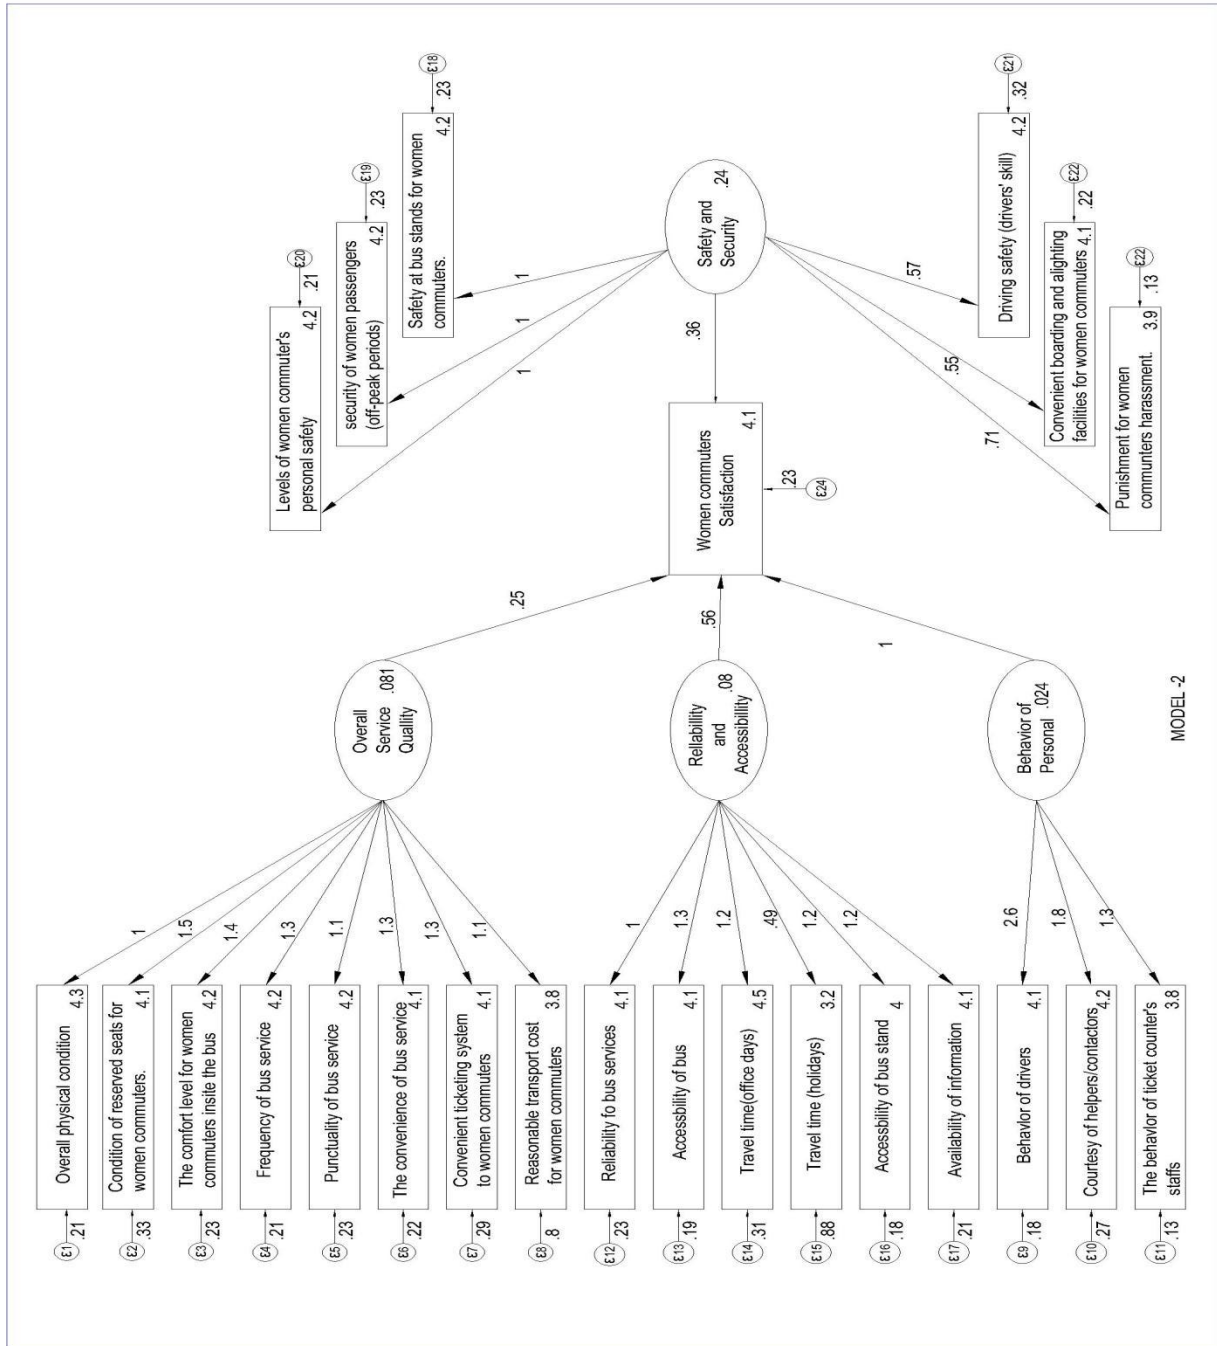 ε1
.21
Overall physical condition
4.3
ε2
.33
Condition of reserved seats for
women commuters.
4.1
ε3
.23
The comfort level for women
commuters insite the bus
4.2
ε4
.21
Frequency of bus service
4.2
ε5
.23
Punctuality of bus service
4.2
ε6
.22
The convenience of bus service
4.1
ε7
.29
Convenient ticketing system
to women commuters
4.1
ε8
.8
Reasonable transport cost
for women commuters
3.8
ε12
.23
Reliability fo bus services
4.1
ε13
.19
Accessbility of bus
4.1
ε14
.31
Travel time(office days)
4.5
ε15
.88
Travel time (holidays)
3.2
ε16
.18
Accessbility of bus stand
4
ε17
.21
Availability of information
4.1
ε9
.18
Behavior of drivers
4.1
ε10
.27
Courtesy of helpers/contactors
4.2
ε11
.13
The behavior of ticket counter's
staffs
3.8
1
1.5
1.4
1.3
1.1
1.3
1.3
1.1
1
1.3
1.2
.49
1.2
1.2
2.6
1.8
1.3
Overall
Service
Quallity
.081
Rellabillity
and
Accessibillity
.08
Behavior of
Personal
.024
.25
.56
1
Women commuters
Satisfaction
4.1
.23
ε24
.36
Safety and
Security
.24
1
1
1
.57
.55
.71
Levels of women commuter's
personal safety
4.2
.21
ε20
security of women passengers
(off-peak periods)
4.2
.23
ε19
Safety at bus stands for women
commuters.
4.2
.23
ε18
Driving safety (drivers' skill)
4.2
.32
ε21
Convenient boarding and alighting
facilities for women commuters
4.1
.22
ε22
Punishment for women
communters harassment.
3.9
.13
ε22
MODEL -2